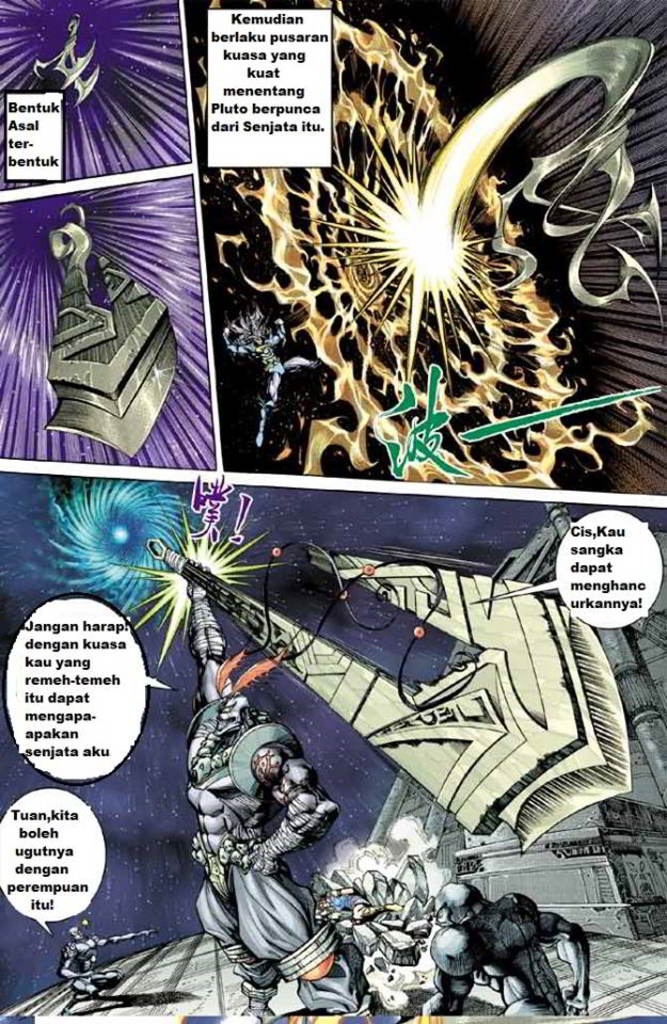 Bentuk
Asal
ter-
bentuk
Kemudian
berlaku pusaran
kuasa yang
kuat
menentang
Pluto berpunca
dari Senjata itu.
波
噗!
Cis,Kau
sangka
dapat
menghanc
urkannya!
Jangan harap!
dengan kuasa
kau yang
remeh-temeh
itu dapat
mengapa-
apakan
senjata aku
Tuan,kita
boleh
ugutnya
dengan
perempuan
itu!